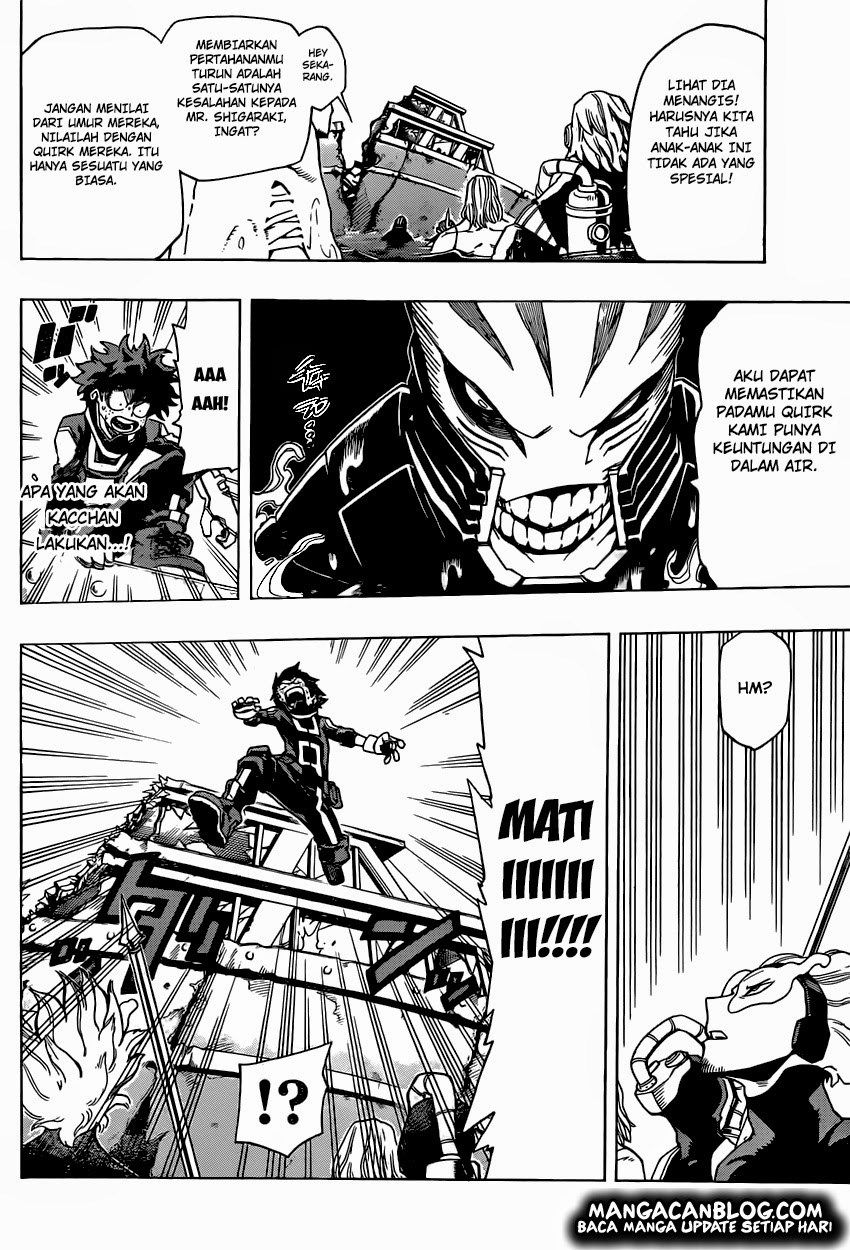 LIHAT DIA
MENANGIS!
HARUSNYA KITA
TAHU JIKA
ANAK-ANAK INI
TIDAK ADA YANG
SPESIAL!
HEY
SEKA-
RANG.
MEMBIARKAN
PERTAHANANMU
TURUN ADALAH
SATU-SATUNYA
KESALAHAN KEPADA
MR. SHIGARAKI,
INGAT?
JANGAN MENILAI
DARI UMUR MEREKA,
NILAILAH DENGAN
QUIRK MEREKA. ITU
HANYA SESUATU YANG
BIASA.
AKU DAPAT
MEMASTIKAN
PADAMU QUIRK
KAMI PUNYA
KEUNTUNGAN DI
DALAM AIR.
AAA
AAH!
APA YANG AKAN
KACCHAN
LAKUKAN...!
HM?
MATI
IIIIIII
III!!!!
!?
MANGACANBLOG.COM
BACA MANGA UPDATE SETIAP HARI